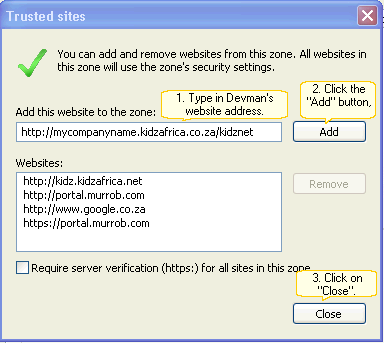 Trusted sites
You can add and remove websites from this zone. All websites in
this zone will use the zone's security settings.
2. Click the
"Add" button,
1. Type in Devman's
website address.
Add this website to the zone:
http://mycompanyname.kidzafrica.co.za/kidznet
Add
Websites:
http://kidz.kidzafrica.net
http://portal.murrob.com
http://www.google.co.za
https://portal.murrob.com
Remove
Require server verification (https:) for all sites in this zone
3. Click on
"Close".
Close